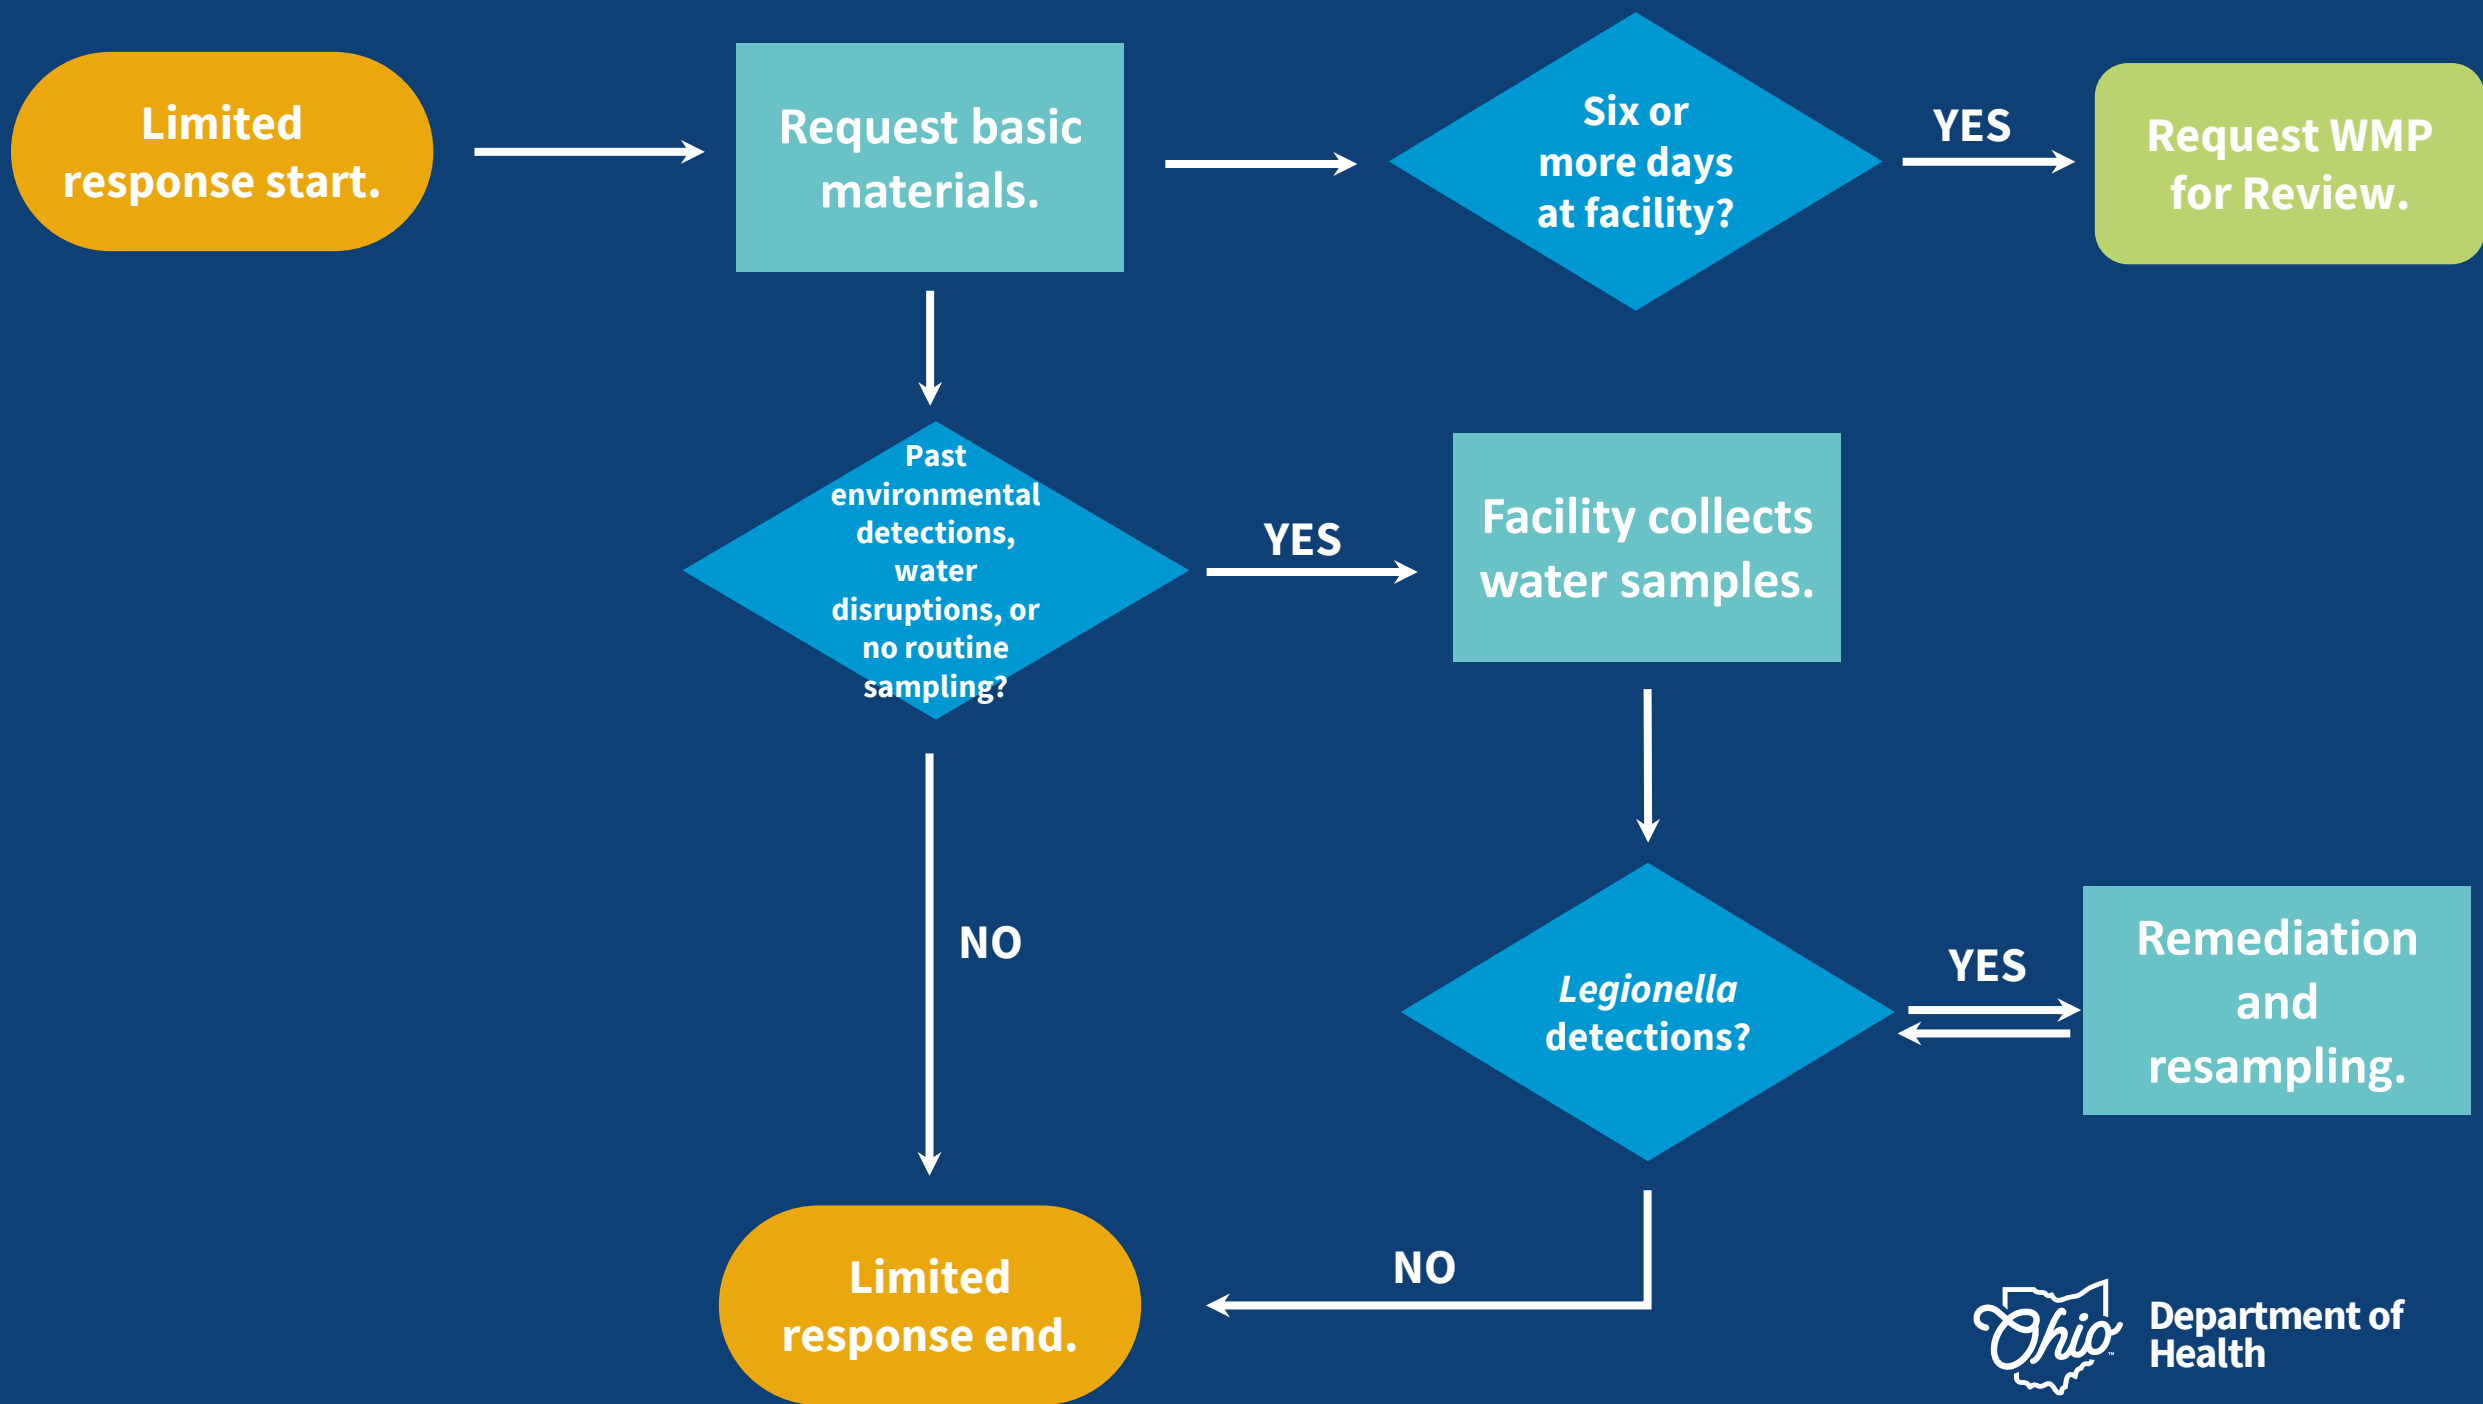 Limited
response start.
Request basic
materials.
Six or
more days
at facility?
YES
Request WMP
for Review.
Past
environmental
detections,
water
disruptions, or
no routine
sampling?
YES
Facility collects
water samples.
NO
Legionella
detections?
YES
Remediation
and
resampling.
NO
Limited
response end.
Ohio™
Department of
Health